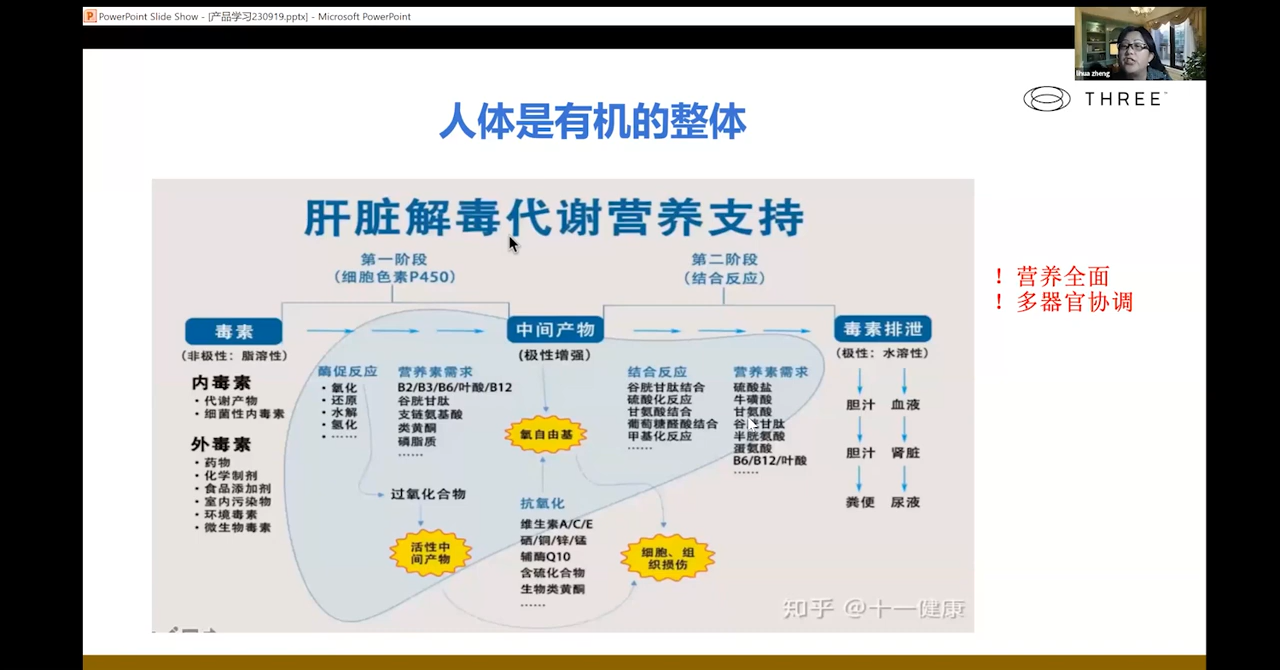 PowerPoint Slide Show - [产品学习230919.pptx] - Microsoft PowerPoint
lihua zheng
THREE
人体是有机的整体
肝脏解毒代谢营养支持
第一阶段
(细胞色素P450)
第二阶段
(结合反应)
！营养全面
！多器官协调
毒素
(非极性：脂溶性)
中间产物
(极性增强)
毒素排泄
(极性：水溶性)
内毒素
·代谢产物
·细菌性内毒素
外毒素
·药物
·化学制剂
·食品添加剂
·室内污染物
·环境毒素
·微生物毒素
酶促反应
·氧化
·还原
·水解
·氢化
·……
营养素需求
B2/B3/B6/叶酸/B12
谷胱甘肽
支链氨基酸
类黄酮
磷脂质
……
氧自由基
结合反应
谷胱甘肽结合
硫酸化反应
甘氨酸结合
葡萄糖醛酸结合
甲基化反应
……
营养素需求
硫酸盐
牛磺酸
甘氨酸
谷胱甘肽
半胱氨酸
蛋氨酸
B6/B12/叶酸
……
胆汁 血液
胆汁 肾脏
粪便 尿液
过氧化合物
活性中
间产物
抗氧化
维生素A/C/E
硒/铜/锌/锰
辅酶Q10
含硫化合物
生物类黄酮
……
细胞、组
织损伤
知乎 @十一健康